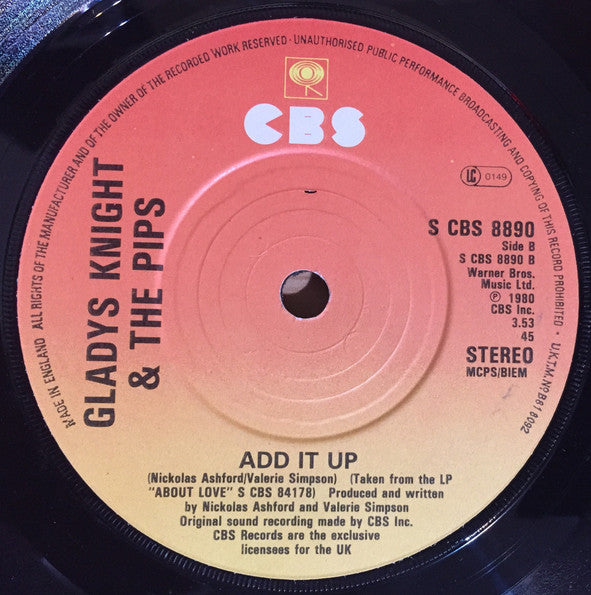 ALL RIGHTS OF THE MANUFACTURER AND OF THE OWNER OF THE RECORDED WORK RESERVED · UNAUTHORISED PUBLIC PERFORMANCE BROADCASTING AND COPYING OF THIS RECORD PROHIBITED · U.K.T.M.Nº B618092
MADE IN ENGLAND
CBS
LC 0149
GLADYS KNIGHT
& THE PIPS
S CBS 8890
Side B
S CBS 8890 B
Warner Bros.
Music Ltd.
℗ 1980
CBS Inc.
3.53
45
STEREO
MCPS/BIEM
ADD IT UP
(Nickolas Ashford/Valerie Simpson) (Taken from the LP
"ABOUT LOVE" S CBS 84178) Produced and written
by Nickolas Ashford and Valerie Simpson
Original sound recording made by CBS Inc.
CBS Records are the exclusive
licensees for the UK